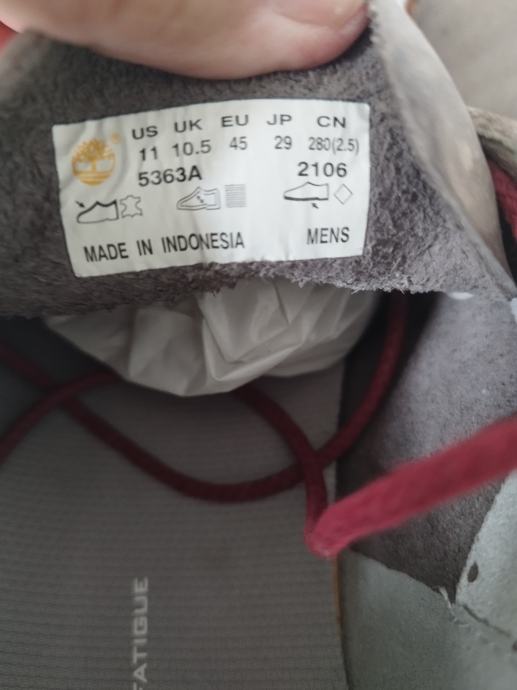 US UK EU JP CN
11 10.5 45 29 280(2.5)
5363A 2106
MADE IN INDONESIA MENS
FATIGUE